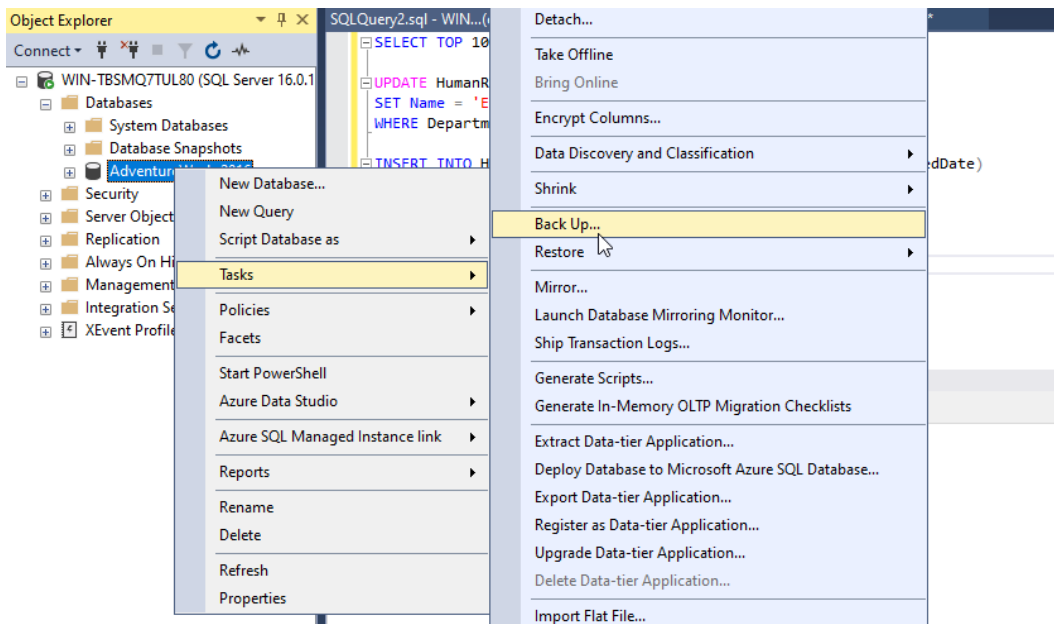 Object Explorer
Connect
WIN-TBSMQ7TUL80 (SQL Server 16.0.1
Databases
System Databases
Database Snapshots
Security
Server Object
Replication
Always On Hi
Management
Integration Se
XEvent Profile
New Database...
New Query
Script Database as
Tasks
Policies
Facets
Start PowerShell
Azure Data Studio
Azure SQL Managed Instance link
Reports
Rename
Delete
Refresh
Properties
SQLQuery2.sql - WIN...(
SELECT TOP 10
UPDATE HumanR
SET Name = 'E
WHERE Departm
INSERT INTO H
edDate)
Detach...
Take Offline
Bring Online
Encrypt Columns...
Data Discovery and Classification
Shrink
Back Up...
Restore
Mirror...
Launch Database Mirroring Monitor...
Ship Transaction Logs...
Generate Scripts...
Generate In-Memory OLTP Migration Checklists
Extract Data-tier Application...
Deploy Database to Microsoft Azure SQL Database...
Export Data-tier Application...
Register as Data-tier Application...
Upgrade Data-tier Application...
Delete Data-tier Application...
Import Flat File...